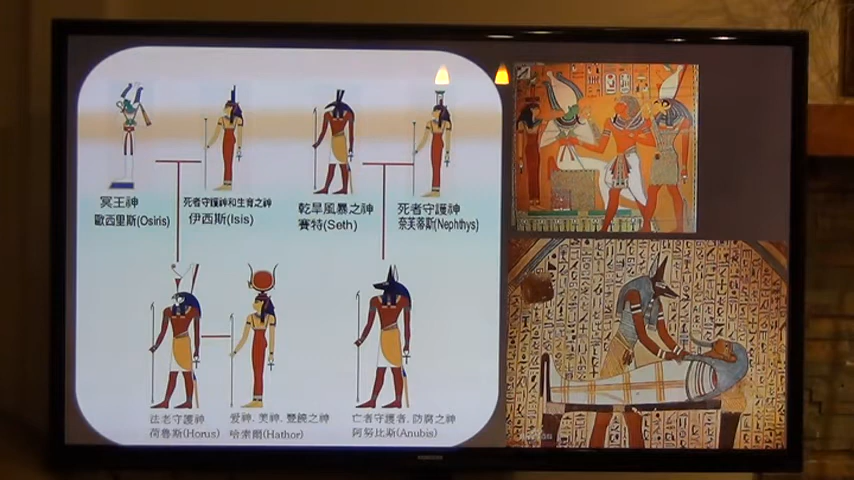 冥王神
歐西里斯(Osiris)
死者守護神和生育之神
伊西斯(Isis)
乾旱風暴之神
賽特(Seth)
死者守護神
奈芙蒂斯(Nephthys)
法老守護神
荷魯斯(Horus)
愛神, 美神, 豐饒之神
哈索爾(Hathor)
亡者守護者, 防腐之神
阿努比斯(Anubis)